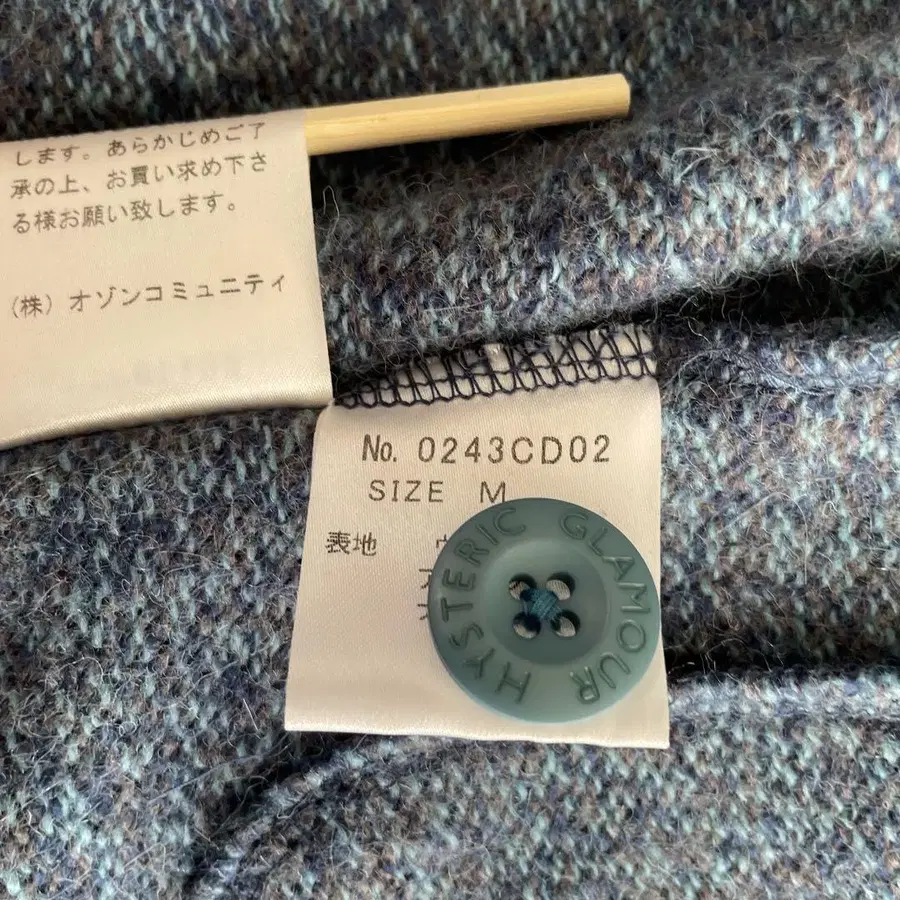 します。あらかじめご了
承の上、お買い求め下さ
る様お願い致します。
(株)オゾンコミュニティ
No. 0243CD02
SIZE M
表地
HYSTERIC GLAMOUR